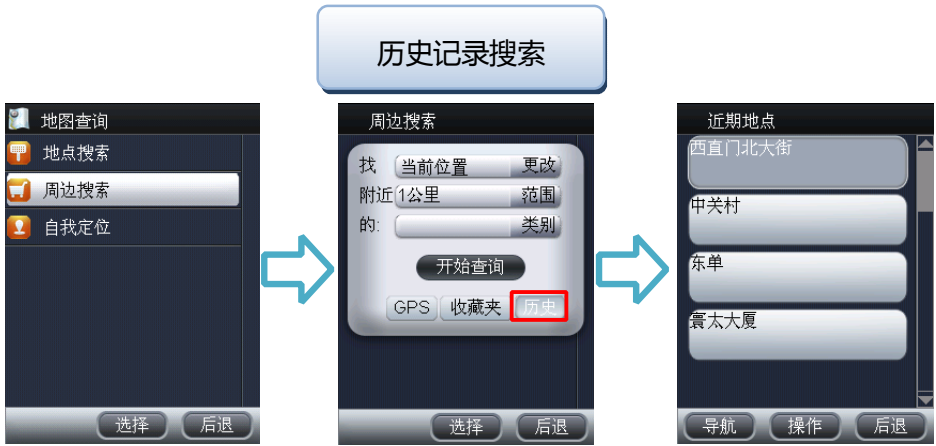 历史记录搜索
地图查询
地点搜索
周边搜索
自我定位
选择 后退
周边搜索
找 当前位置 更改
附近 1公里 范围
的: 类别
开始查询
GPS 收藏夹 历史
选择 后退
近期地点
西直门北大街
中关村
东单
寰太大厦
导航 操作 后退